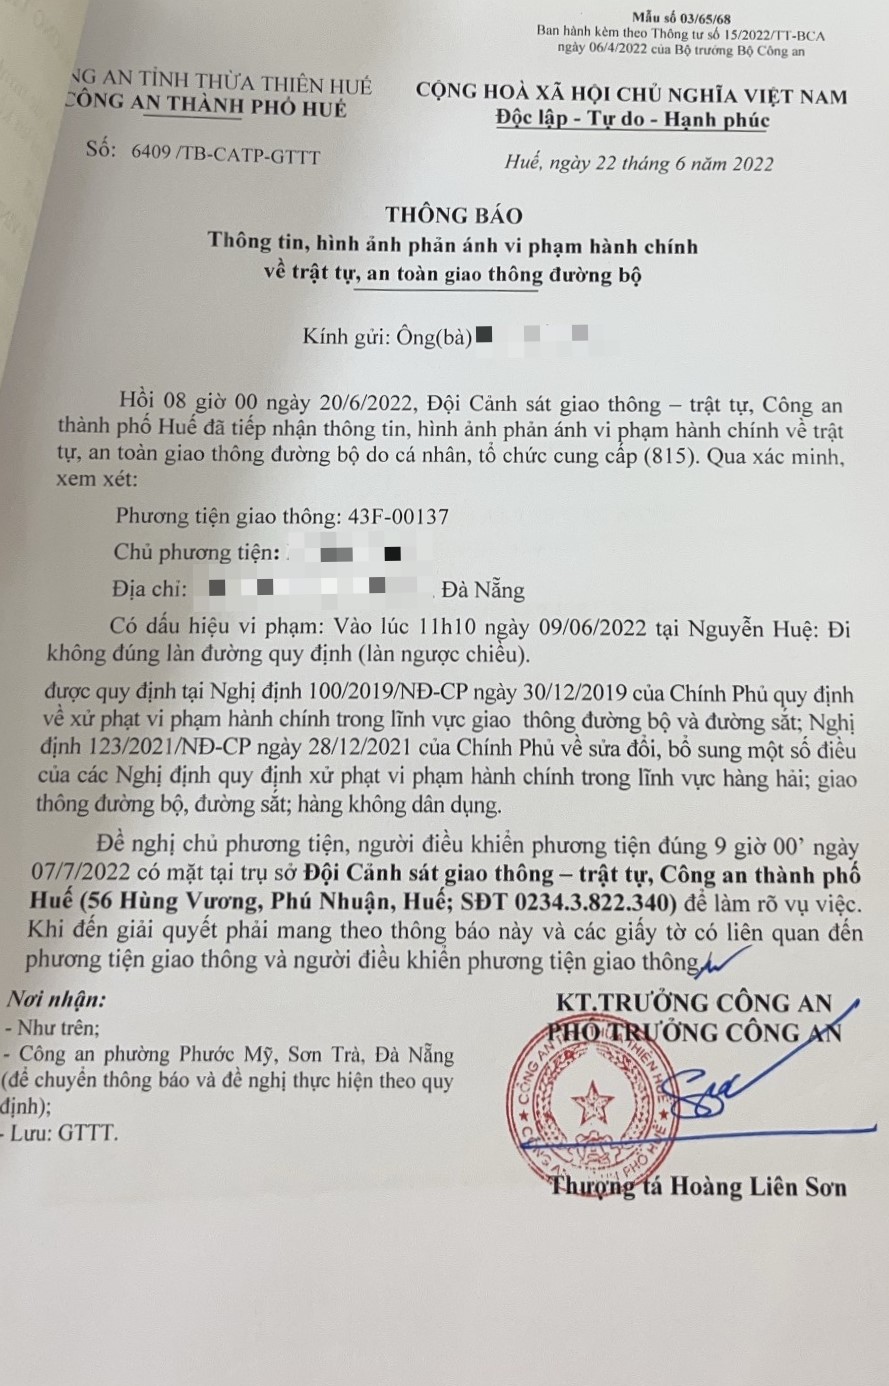 Mẫu số 03/65/68
Ban hành kèm theo Thông tư số 15/2022/TT-BCA
ngày 06/4/2022 của Bộ trưởng Bộ Công an
NG AN TỈNH THỪA THIÊN HUẾ
CÔNG AN THÀNH PHỐ HUẾ
CỘNG HOÀ XÃ HỘI CHỦ NGHĨA VIỆT NAM
Độc lập - Tự do - Hạnh phúc
Số: 6409 /TB-CATP-GTTT
Huế, ngày 22 tháng 6 năm 2022
THÔNG BÁO
Thông tin, hình ảnh phản ánh vi phạm hành chính
về trật tự, an toàn giao thông đường bộ
Kính gửi: Ông(bà)
Hồi 08 giờ 00 ngày 20/6/2022, Đội Cảnh sát giao thông – trật tự, Công an
thành phố Huế đã tiếp nhận thông tin, hình ảnh phản ánh vi phạm hành chính về trật
tự, an toàn giao thông đường bộ do cá nhân, tổ chức cung cấp (815). Qua xác minh,
xem xét:
Phương tiện giao thông: 43F-00137
Chủ phương tiện:
Địa chỉ: Đà Nẵng
Có dấu hiệu vi phạm: Vào lúc 11h10 ngày 09/06/2022 tại Nguyễn Huệ: Đi
không đúng làn đường quy định (làn ngược chiều).
được quy định tại Nghị định 100/2019/NĐ-CP ngày 30/12/2019 của Chính Phủ quy định
về xử phạt vi phạm hành chính trong lĩnh vực giao thông đường bộ và đường sắt; Nghị
định 123/2021/NĐ-CP ngày 28/12/2021 của Chính Phủ về sửa đổi, bổ sung một số điều
của các Nghị định quy định xử phạt vi phạm hành chính trong lĩnh vực hàng hải; giao
thông đường bộ, đường sắt; hàng không dân dụng.
Đề nghị chủ phương tiện, người điều khiển phương tiện đúng 9 giờ 00’ ngày
07/7/2022 có mặt tại trụ sở Đội Cảnh sát giao thông – trật tự, Công an thành phố
Huế (56 Hùng Vương, Phú Nhuận, Huế; SĐT 0234.3.822.340) để làm rõ vụ việc.
Khi đến giải quyết phải mang theo thông báo này và các giấy tờ có liên quan đến
phương tiện giao thông và người điều khiển phương tiện giao thông
Nơi nhận:
- Như trên;
- Công an phường Phước Mỹ, Sơn Trà, Đà Nẵng
(để chuyển thông báo và đề nghị thực hiện theo quy
định);
- Lưu: GTTT.
KT.TRƯỞNG CÔNG AN
PHÓ TRƯỞNG CÔNG AN
Thượng tá Hoàng Liên Sơn